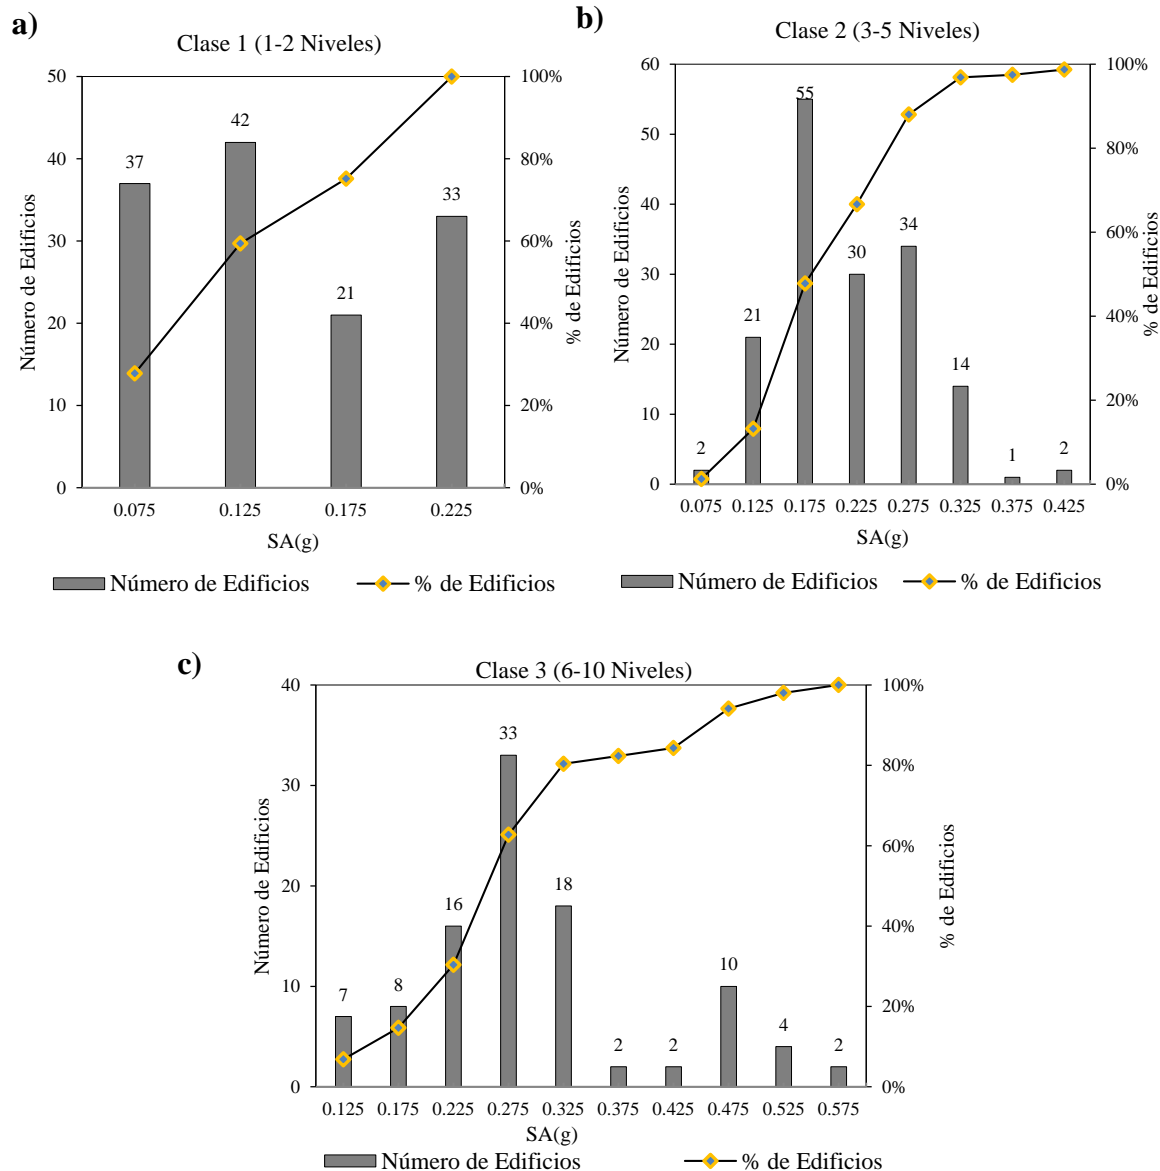 a)
Clase 1 (1-2 Niveles)
50
40
30
20
10
0
100%
80%
60%
40%
20%
0%
37
42
21
33
0.075 0.125 0.175 0.225
Número de Edificios
% de Edificios
SA(g)
Número de Edificios % de Edificios
b)
Clase 2 (3-5 Niveles)
60
50
40
30
20
10
0
100%
80%
60%
40%
20%
0%
2
21
55
30
34
14
1
2
0.075 0.125 0.175 0.225 0.275 0.325 0.375 0.425
Número de Edificios
% de Edificios
SA(g)
Número de Edificios % de Edificios
c)
Clase 3 (6-10 Niveles)
40
30
20
10
0
100%
80%
60%
40%
20%
0%
7
8
16
33
18
2
2
10
4
2
0.125 0.175 0.225 0.275 0.325 0.375 0.425 0.475 0.525 0.575
Número de Edificios
% de Edificios
SA(g)
Número de Edificios % de Edificios